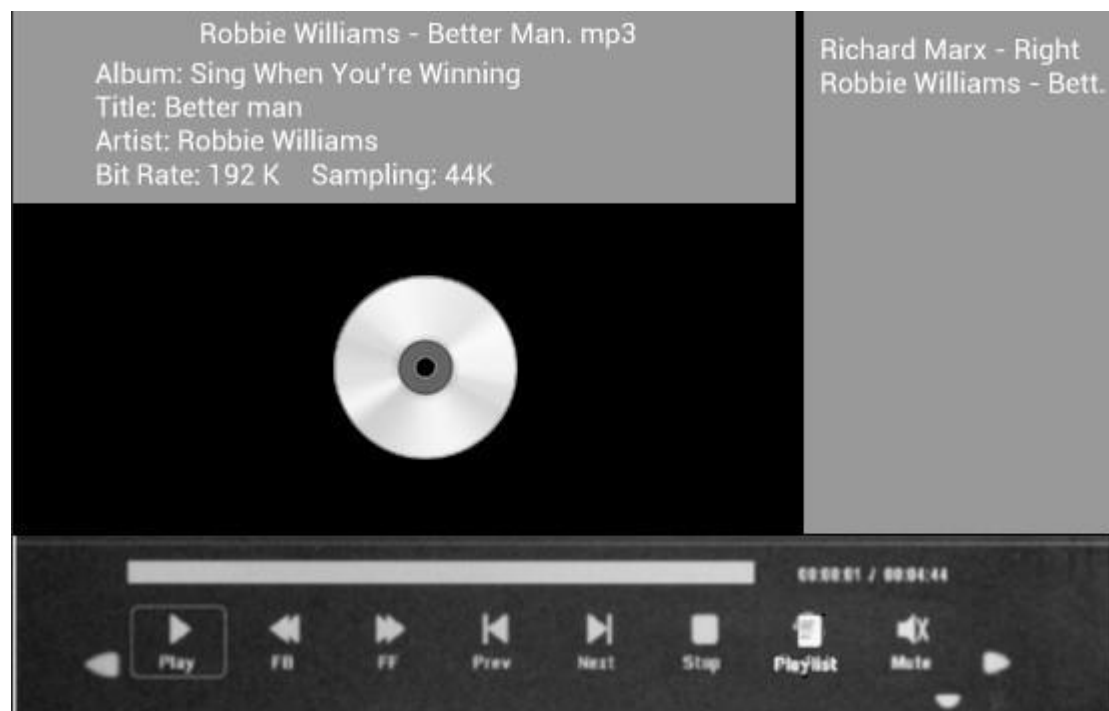 Robbie Williams - Better Man. mp3
Album: Sing When You're Winning
Title: Better man
Artist: Robbie Williams
Bit Rate: 192 K    Sampling: 44K
Richard Marx - Right
Robbie Williams - Bett.
00:00:01 / 00:04:44
Play FB FF Prev Next Stop Playlist Mute